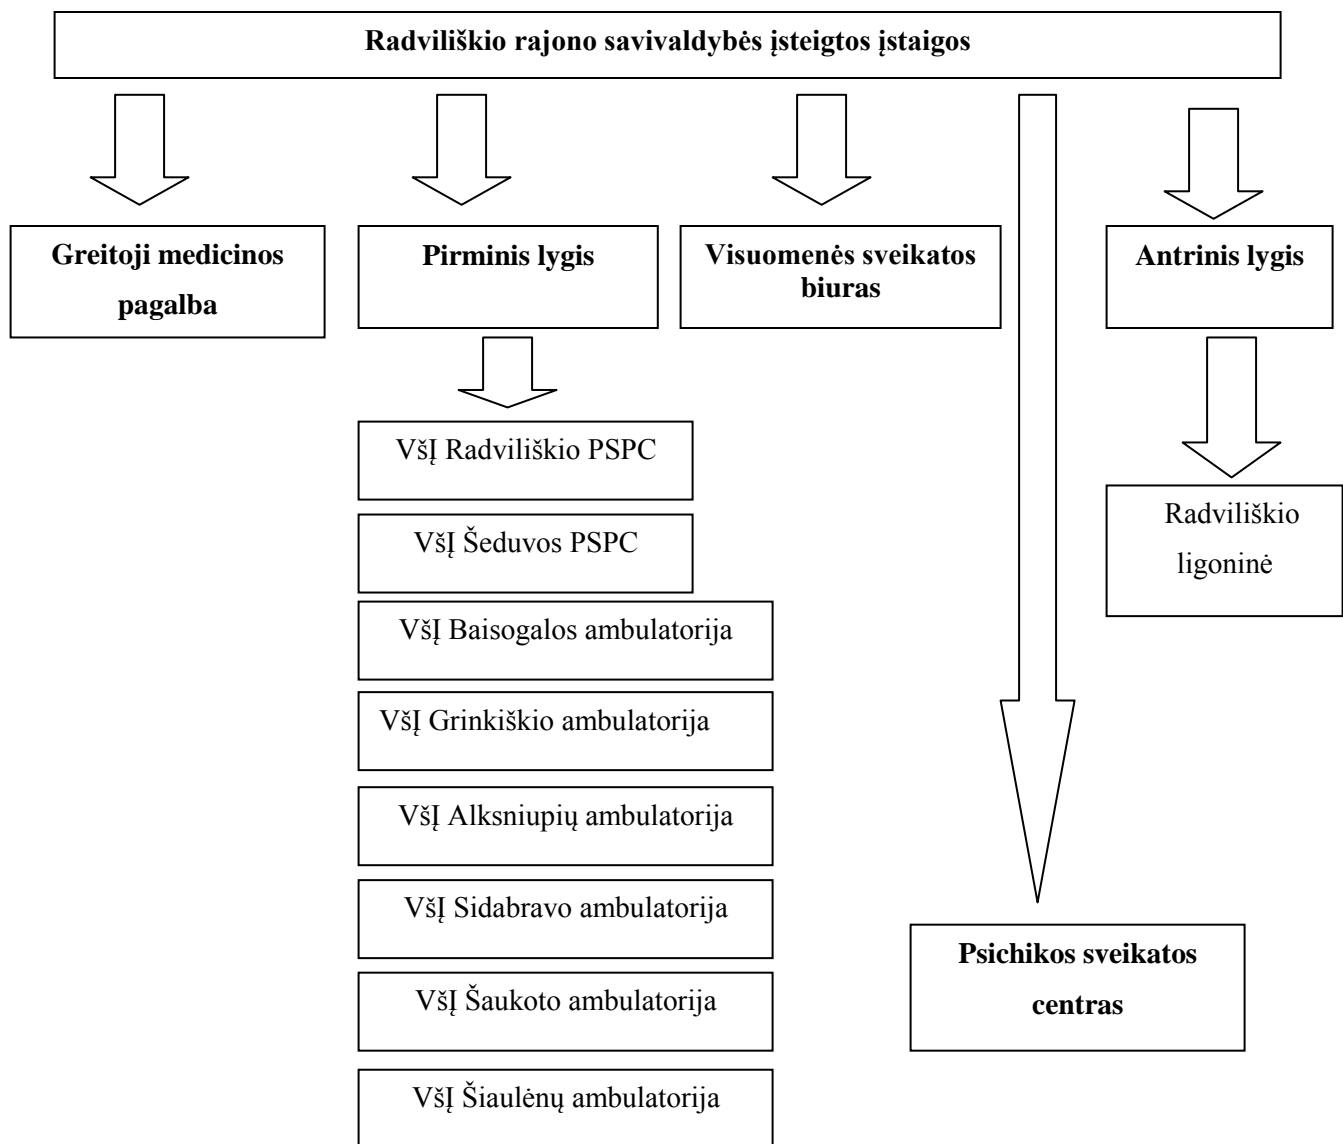 Radviliškio rajono savivaldybės įsteigtos įstaigos
Greitoji medicinos
pagalba
Pirminis lygis
Visuomenės sveikatos
biuras
Antrinis lygis
VšĮ Radviliškio PSPC
VšĮ Šeduvos PSPC
VšĮ Baisogalos ambulatorija
VšĮ Grinkiškio ambulatorija
VšĮ Alksniupių ambulatorija
VšĮ Sidabravo ambulatorija
VšĮ Šaukoto ambulatorija
VšĮ Šiaulėnų ambulatorija
Radviliškio
ligoninė
Psichikos sveikatos
centras